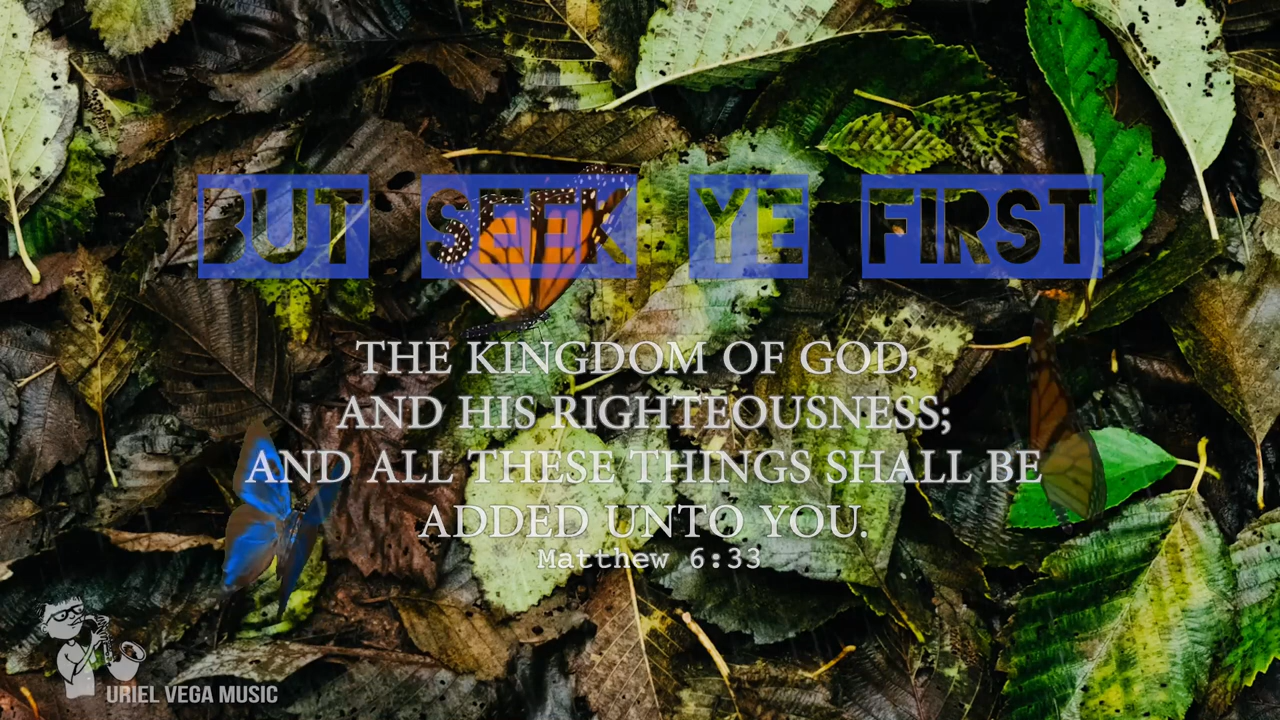 BUT SEEK YE FIRST
THE KINGDOM OF GOD,
AND HIS RIGHTEOUSNESS;
AND ALL THESE THINGS SHALL BE
ADDED UNTO YOU.
Matthew 6:33
URIEL VEGA MUSIC